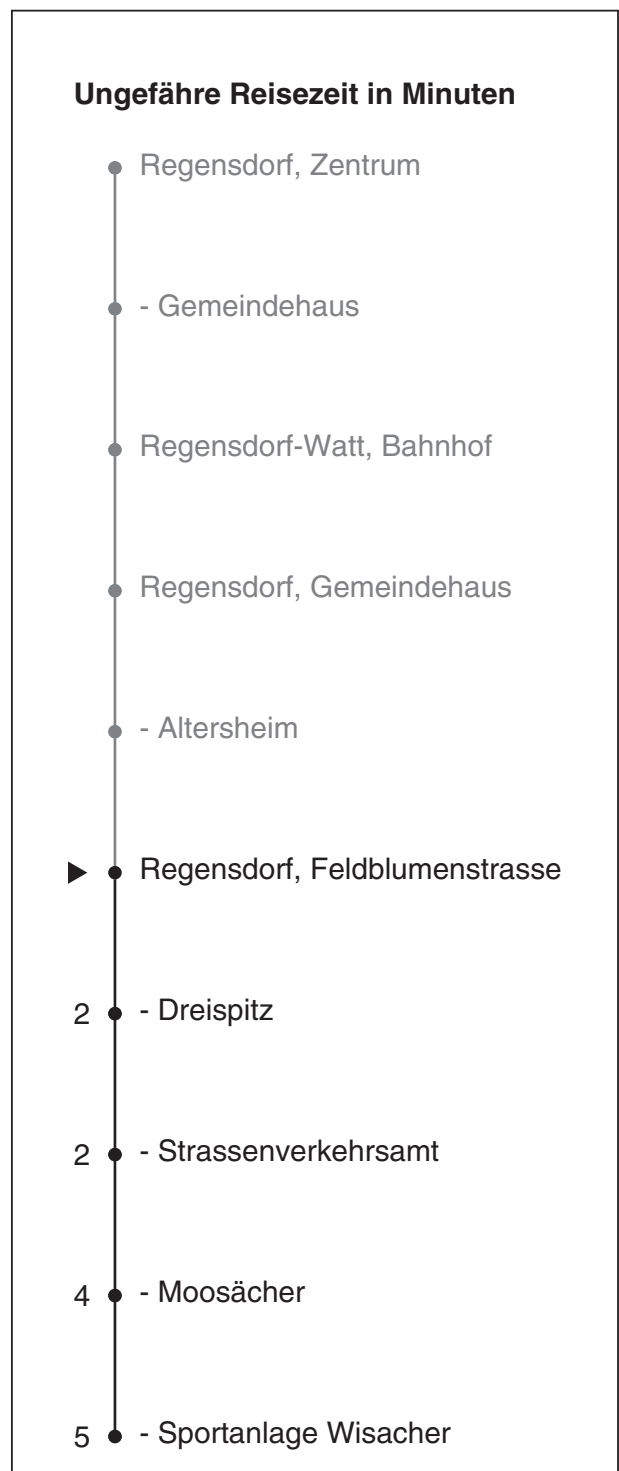 Ungefähre Reisezeit in Minuten
Regensdorf, Zentrum
- Gemeindehaus
Regensdorf-Watt, Bahnhof
Regensdorf, Gemeindehaus
- Altersheim
Regensdorf, Feldblumenstrasse
2 - Dreispitz
2 - Strassenverkehrsamt
4 - Moosächer
5 - Sportanlage Wisacher